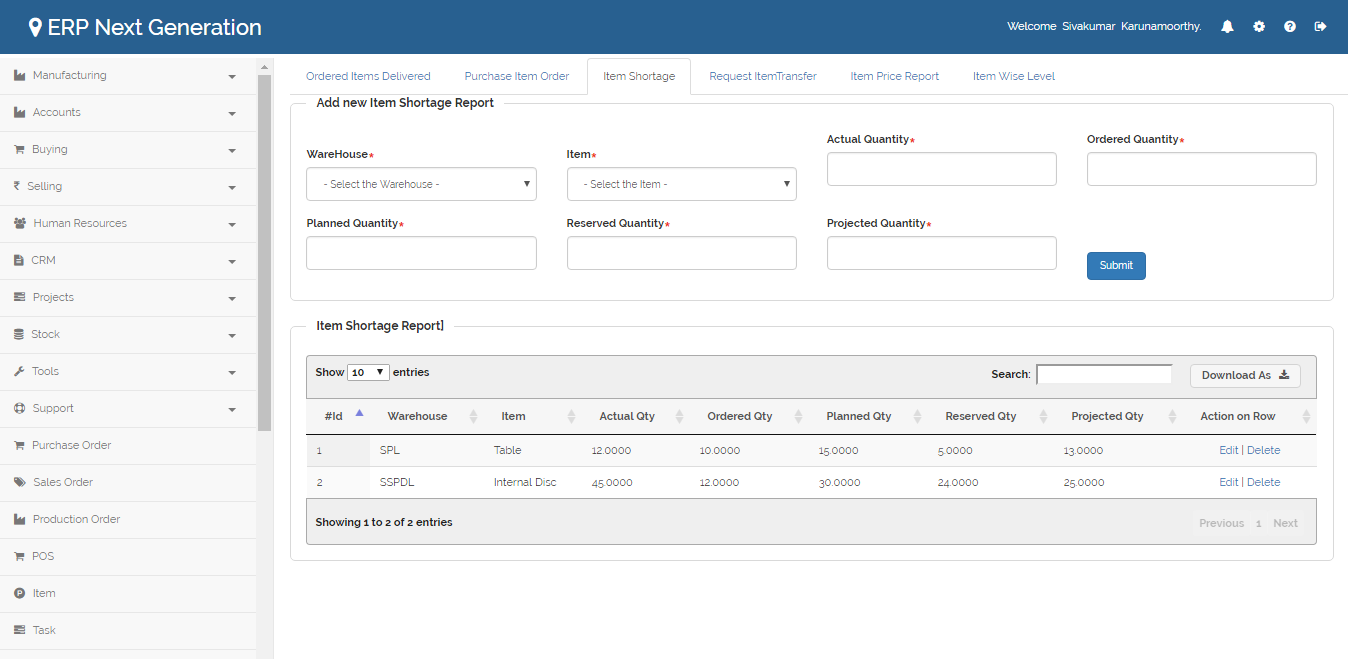 ERP Next Generation
Welcome Sivakumar Karunamoorthy.
Manufacturing
Accounts
Buying
Selling
Human Resources
CRM
Projects
Stock
Tools
Support
Purchase Order
Sales Order
Production Order
POS
Item
Task
Ordered Items Delivered Purchase Item Order Item Shortage Request ItemTransfer Item Price Report Item Wise Level
Add new Item Shortage Report
WareHouse* Item* Actual Quantity* Ordered Quantity*
- Select the Warehouse - - Select the Item -
Planned Quantity* Reserved Quantity* Projected Quantity*
Submit
Item Shortage Report]
Show 10 entries Search: Download As
#Id Warehouse Item Actual Qty Ordered Qty Planned Qty Reserved Qty Projected Qty Action on Row
1 SPL Table 12.0000 10.0000 15.0000 5.0000 13.0000 Edit | Delete
2 SSPDL Internal Disc 45.0000 12.0000 30.0000 24.0000 25.0000 Edit | Delete
Showing 1 to 2 of 2 entries Previous 1 Next